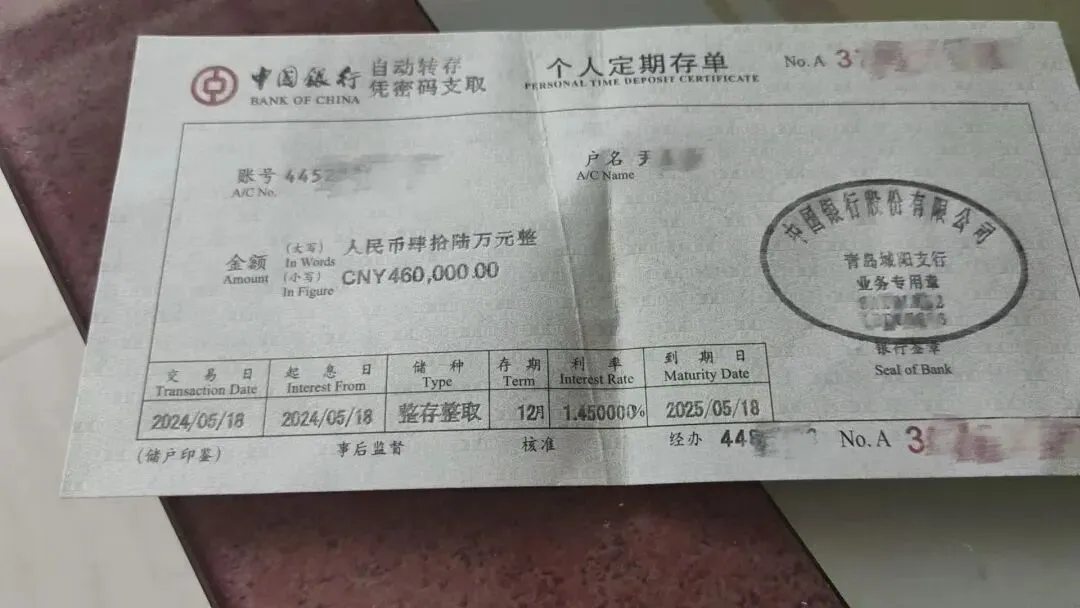 中国银行
BANK OF CHINA
自动转存
凭密码支取
个人定期存单
PERSONAL TIME DEPOSIT CERTIFICATE
No. A 3
账号 445
A/C No.
户名
A/C Name
金额
Amount
(大写) 人民币肆拾陆万元整
In Words
(小写) CNY460,000.00
In Figure
中国银行股份有限公司
青岛城阳支行
业务专用章
银行签章
Seal of Bank
交易日 起息日 储种 存期 利率 到期日
Transaction Date Interest From Type Term Interest Rate Maturity Date
2024/05/18 2024/05/18 整存整取 12月 1.450000% 2025/05/18
(储户印鉴) 事后监督 核准 经办 44 No. A 3